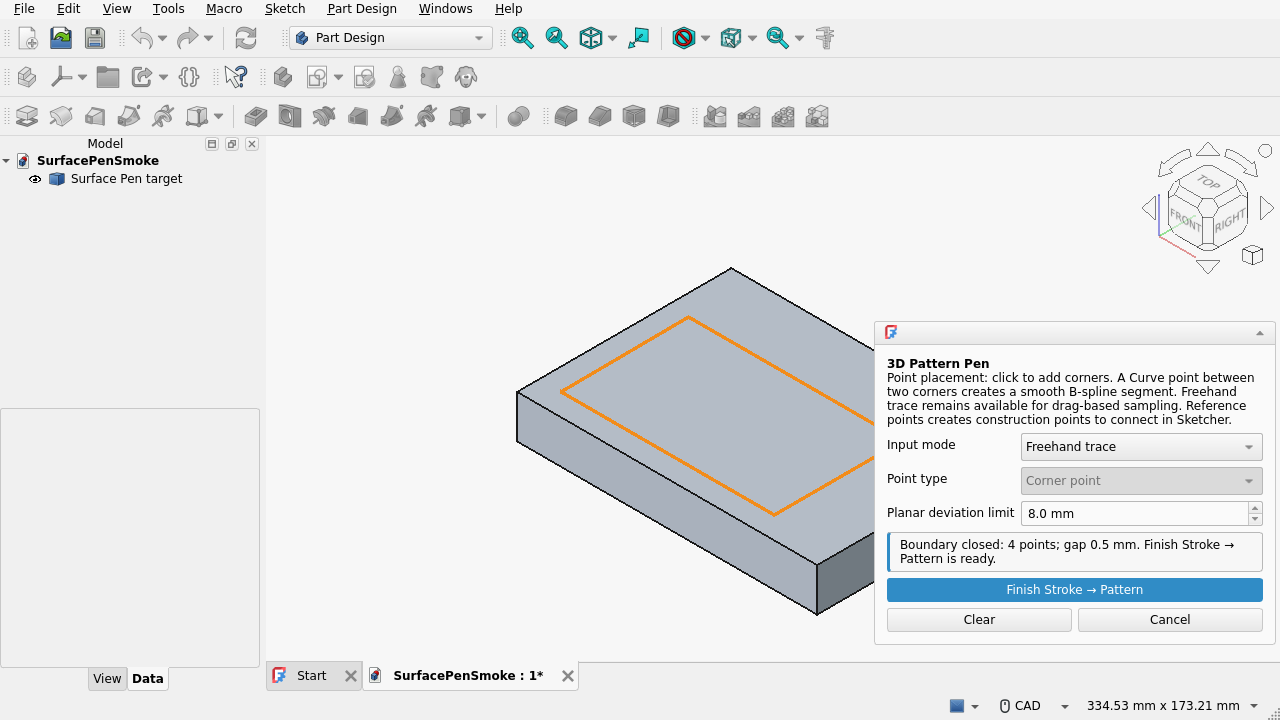 File Edit View Tools Macro Sketch Part Design Windows Help
Part Design
Model
SurfacePenSmoke
Surface Pen target
TOP
FRONT
RIGHT
3D Pattern Pen
Point placement: click to add corners. A Curve point between
two corners creates a smooth B-spline segment. Freehand
trace remains available for drag-based sampling. Reference
points creates construction points to connect in Sketcher.
Input mode Freehand trace
Point type Corner point
Planar deviation limit 8.0 mm
Boundary closed: 4 points; gap 0.5 mm. Finish Stroke →
Pattern is ready.
Finish Stroke → Pattern
Clear Cancel
View Data
Start SurfacePenSmoke : 1*
CAD 334.53 mm x 173.21 mm